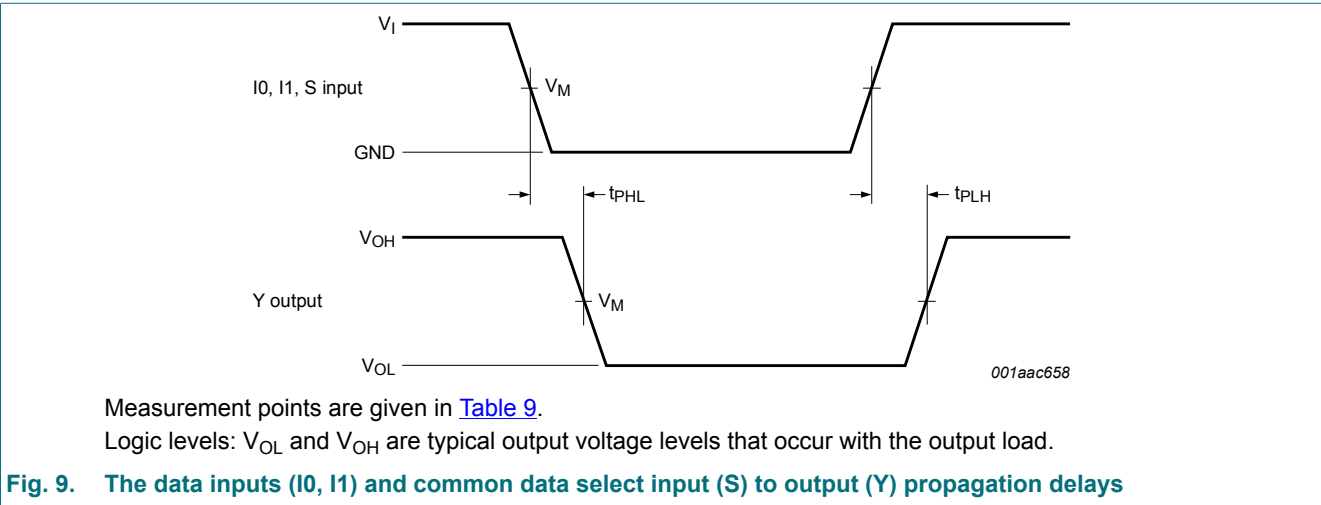 VI
I0, I1, S input
VM
GND
tPHL
tPLH
VOH
Y output
VM
VOL
001aac658
Measurement points are given in Table 9.
Logic levels: VOL and VOH are typical output voltage levels that occur with the output load.
Fig. 9. The data inputs (I0, I1) and common data select input (S) to output (Y) propagation delays